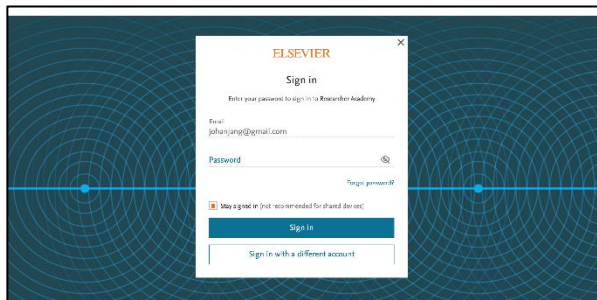 ELSEVIER
Sign in
Enter your password to sign in to Researcher Academy
Email
johanjang@gmail.com
Password
Forgot password?
Stay signed in (not recommended for shared devices)
Sign in
Sign in with a different account